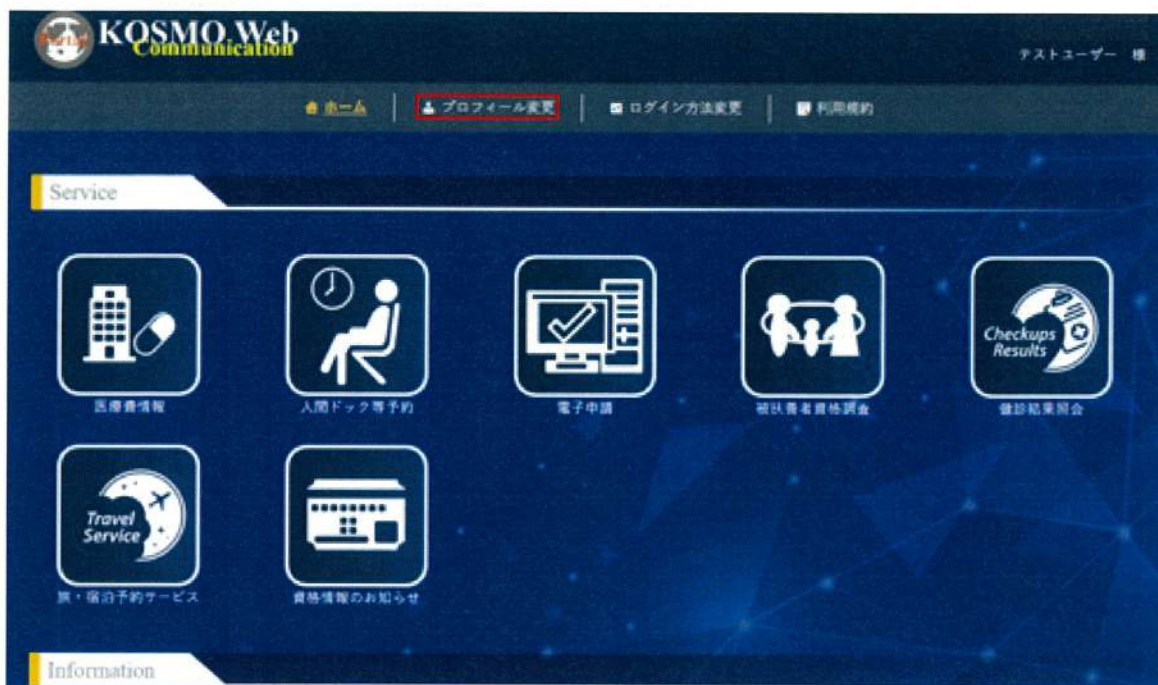 Portal
KOSMO Web
Communication
テストユーザー 様
ホーム
プロフィール変更
ログイン方法変更
利用規約
Service
医療費情報
人間ドック等予約
電子申請
被扶養者資格調査
Checkups
Results
健診結果照会
Travel
Service
旅・宿泊予約サービス
資格情報のお知らせ
Information